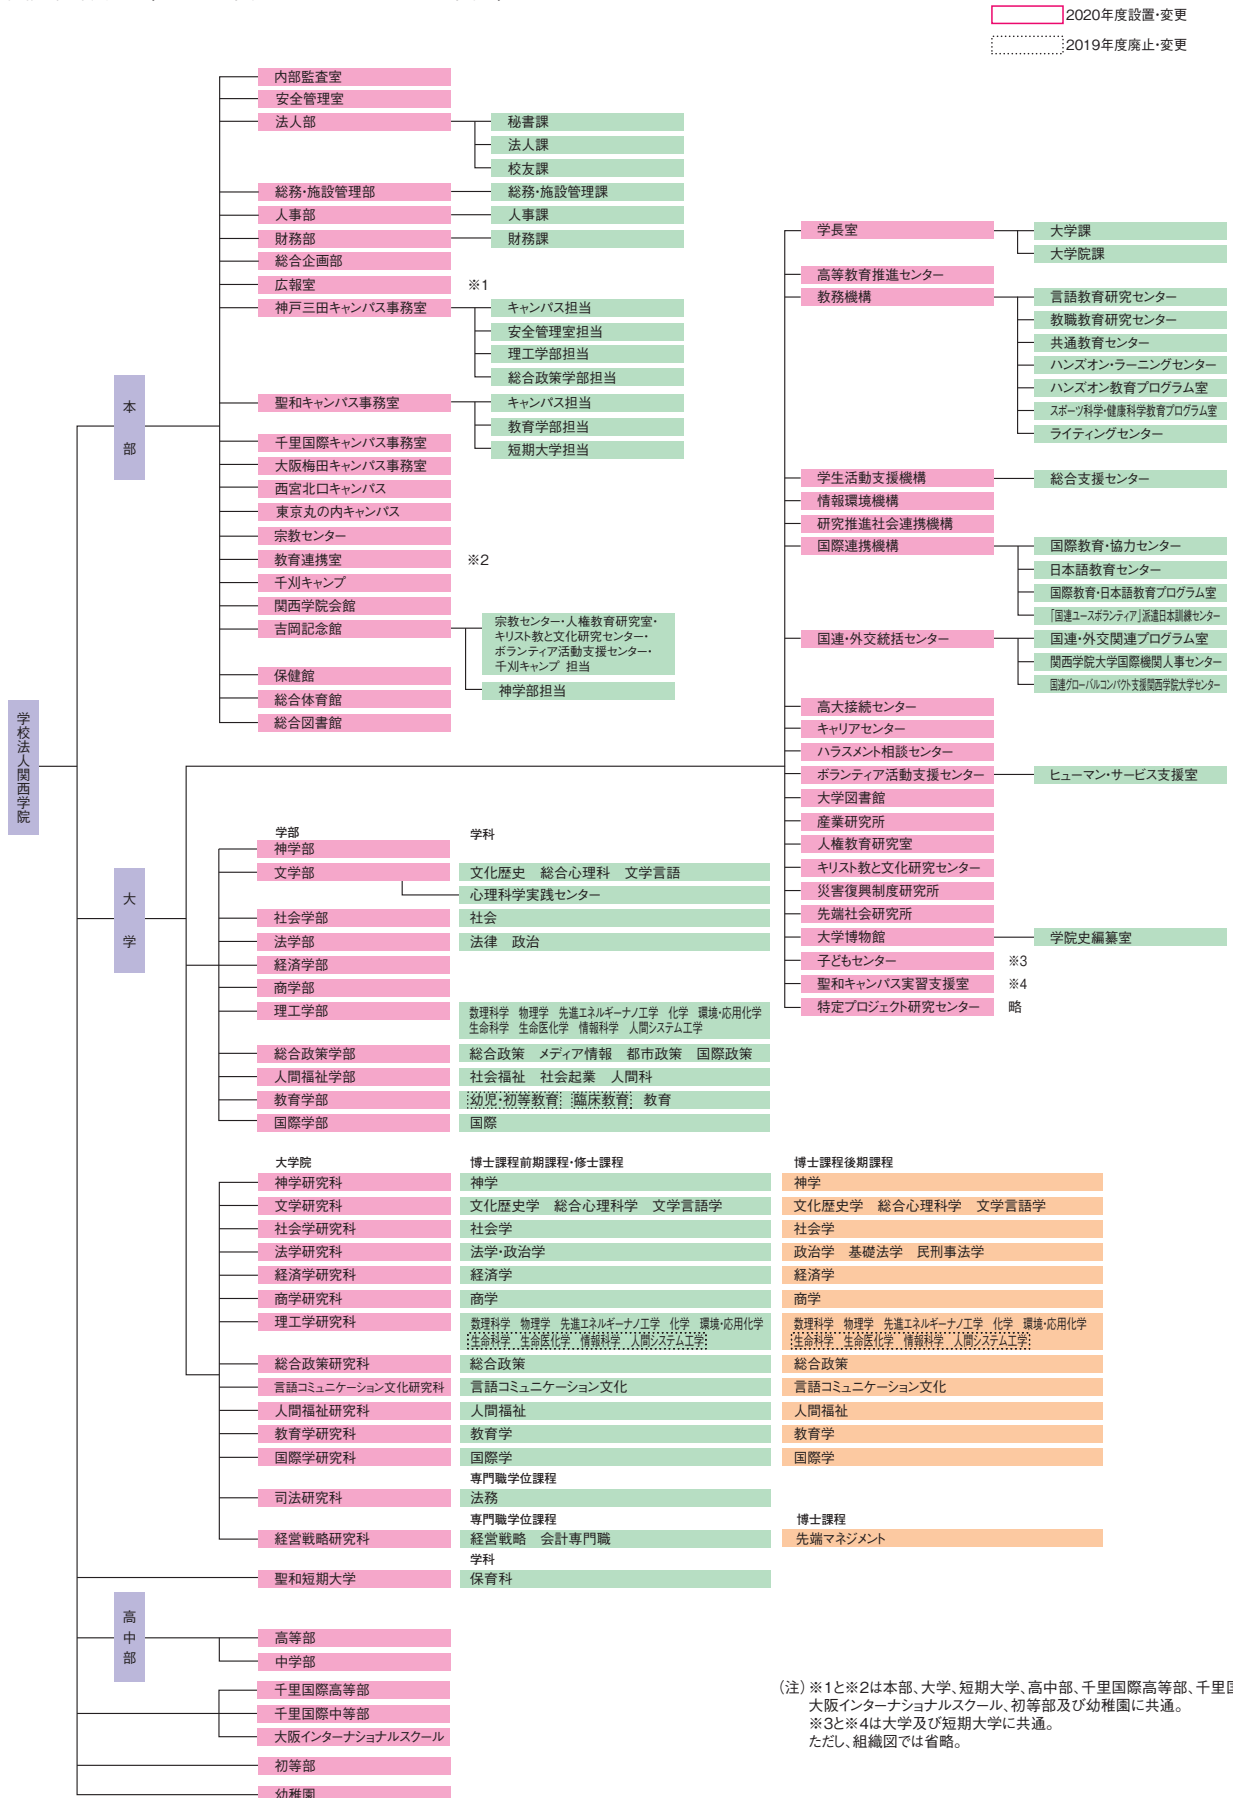 2020年度設置・変更
2019年度廃止・変更
学校法人関西学院
本部
内部監査室
安全管理室
法人部
秘書課
法人課
校友課
総務・施設管理部
総務・施設管理課
人事部
人事課
財務部
財務課
総合企画部
広報室 ※1
神戸三田キャンパス事務室
キャンパス担当
安全管理室担当
理工学部担当
総合政策学部担当
聖和キャンパス事務室
キャンパス担当
教育学部担当
短期大学担当
千里国際キャンパス事務室
大阪梅田キャンパス事務室
西宮北口キャンパス
東京丸の内キャンパス
宗教センター
教育連携室 ※2
千刈キャンプ
関西学院会館
吉岡記念館
宗教センター・人権教育研究室・
キリスト教と文化研究センター・
ボランティア活動支援センター・
千刈キャンプ 担当
神学部担当
保健館
総合体育館
総合図書館
大学
学長室
大学課
大学院課
高等教育推進センター
教務機構
言語教育研究センター
教職教育研究センター
共通教育センター
ハンズオン・ラーニングセンター
ハンズオン教育プログラム室
スポーツ科学・健康科学教育プログラム室
ライティングセンター
学生活動支援機構
総合支援センター
情報環境機構
研究推進社会連携機構
国際連携機構
国際教育・協力センター
日本語教育センター
国際教育・日本語教育プログラム室
「国連ユースボランティア」派遣日本訓練センター
国連・外交統括センター
国連・外交関連プログラム室
関西学院大学国際機関人事センター
国連グローバルコンパクト支援関西学院大学センター
高大接続センター
キャリアセンター
ハラスメント相談センター
ボランティア活動支援センター
ヒューマン・サービス支援室
大学図書館
産業研究所
人権教育研究室
キリスト教と文化研究センター
災害復興制度研究所
先端社会研究所
大学博物館
学院史編纂室
子どもセンター ※3
聖和キャンパス実習支援室 ※4
特定プロジェクト研究センター 略
学部 学科
神学部
文学部
文化歴史 総合心理科 文学言語
心理科学実践センター
社会学部
社会
法学部
法律 政治
経済学部
商学部
理工学部
数理科学 物理学 先進エネルギーナノ工学 化学 環境・応用化学
生命科学 生命医化学 情報科学 人間システム工学
総合政策学部
総合政策 メディア情報 都市政策 国際政策
人間福祉学部
社会福祉 社会起業 人間科
教育学部
幼児・初等教育 臨床教育 教育
国際学部
国際
大学院 博士課程前期課程・修士課程 博士課程後期課程
神学研究科 神学 神学
文学研究科 文化歴史学 総合心理科学 文学言語学 文化歴史学 総合心理科学 文学言語学
社会学研究科 社会学 社会学
法学研究科 法学・政治学 政治学 基礎法学 民刑事法学
経済学研究科 経済学 経済学
商学研究科 商学 商学
理工学研究科
数理科学 物理学 先進エネルギーナノ工学 化学 環境・応用化学
生命科学 生命医化学 情報科学 人間システム工学
数理科学 物理学 先進エネルギーナノ工学 化学 環境・応用化学
生命科学 生命医化学 情報科学 人間システム工学
総合政策研究科 総合政策 総合政策
言語コミュニケーション文化研究科 言語コミュニケーション文化 言語コミュニケーション文化
人間福祉研究科 人間福祉 人間福祉
教育学研究科 教育学 教育学
国際学研究科 国際学 国際学
専門職学位課程
司法研究科 法務
専門職学位課程 博士課程
経営戦略研究科 経営戦略 会計専門職 先端マネジメント
学科
聖和短期大学 保育科
高中部
高等部
中学部
千里国際高等部
千里国際中等部
大阪インターナショナルスクール
初等部
幼稚園
(注)※1と※2は本部、大学、短期大学、高中部、千里国際高等部、千里
大阪インターナショナルスクール、初等部及び幼稚園に共通。
※3と※4は大学及び短期大学に共通。
ただし、組織図では省略。